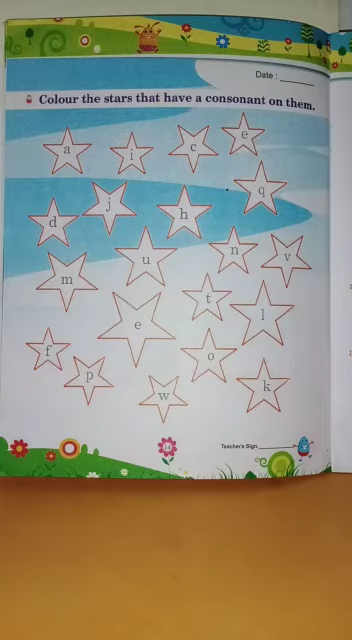 Date :
Colour the stars that have a consonant on them.
a
i
c
e
q
j
h
d
u
n
v
m
t
l
e
f
o
p
w
k
Teacher's Sign.